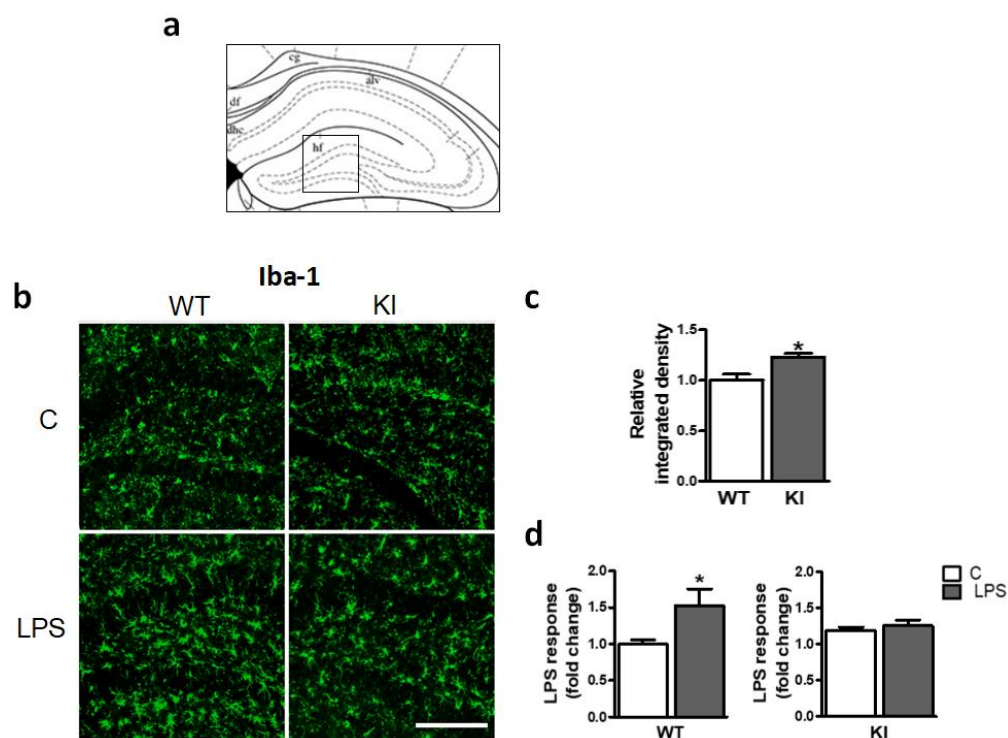 a
cg
alv
df
dhc
hf
Iba-1
b
WT KI
C
LPS
c
Relative
integrated density
1.5
1.0
0.5
0.0
*
WT KI
d
LPS response
(fold change)
2.0
1.5
1.0
0.5
0.0
*
WT
LPS response
(fold change)
2.0
1.5
1.0
0.5
0.0
KI
C
LPS